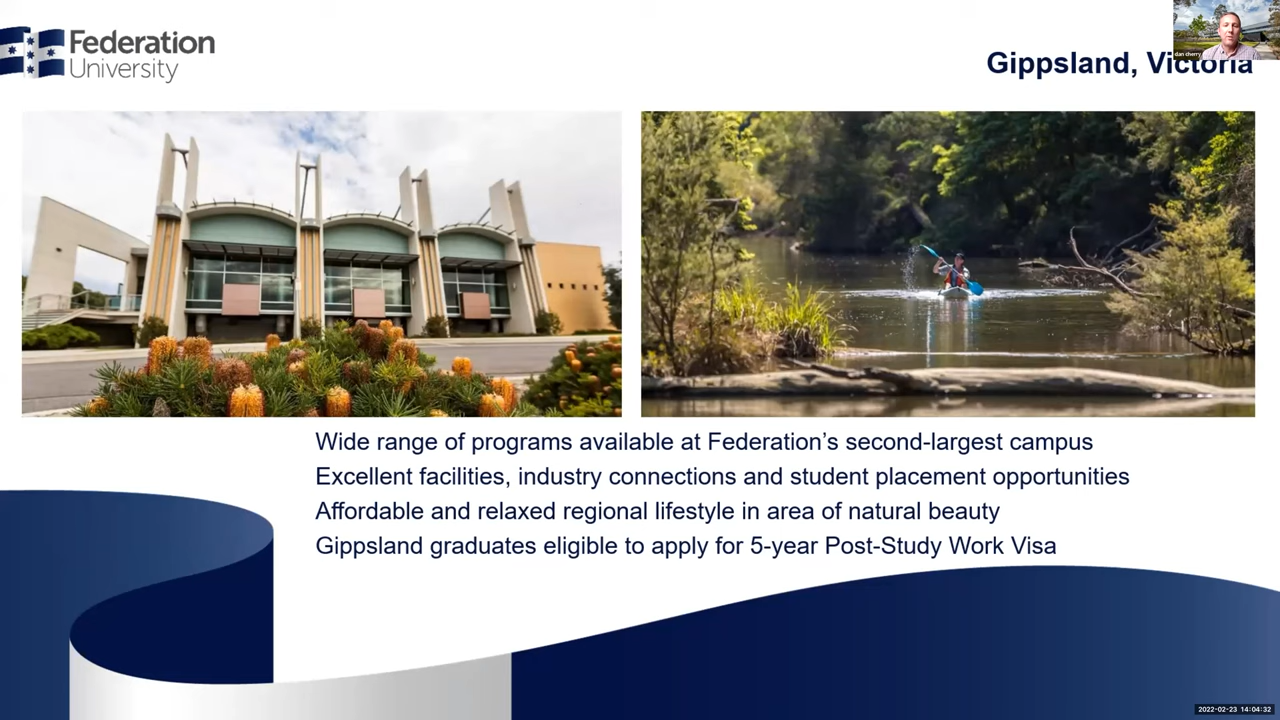 Federation
University
Gippsland, Victoria
dan cherry
Wide range of programs available at Federation’s second-largest campus
Excellent facilities, industry connections and student placement opportunities
Affordable and relaxed regional lifestyle in area of natural beauty
Gippsland graduates eligible to apply for 5-year Post-Study Work Visa
2022-02-23 14:04:32